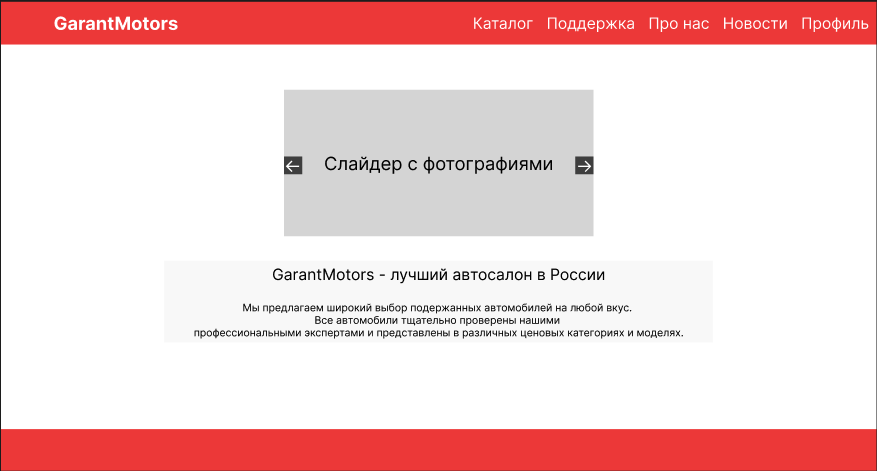 GarantMotors
Каталог Поддержка Про нас Новости Профиль
← Слайдер с фотографиями →
GarantMotors - лучший автосалон в России
Мы предлагаем широкий выбор подержанных автомобилей на любой вкус.
Все автомобили тщательно проверены нашими
профессиональными экспертами и представлены в различных ценовых категориях и моделях.